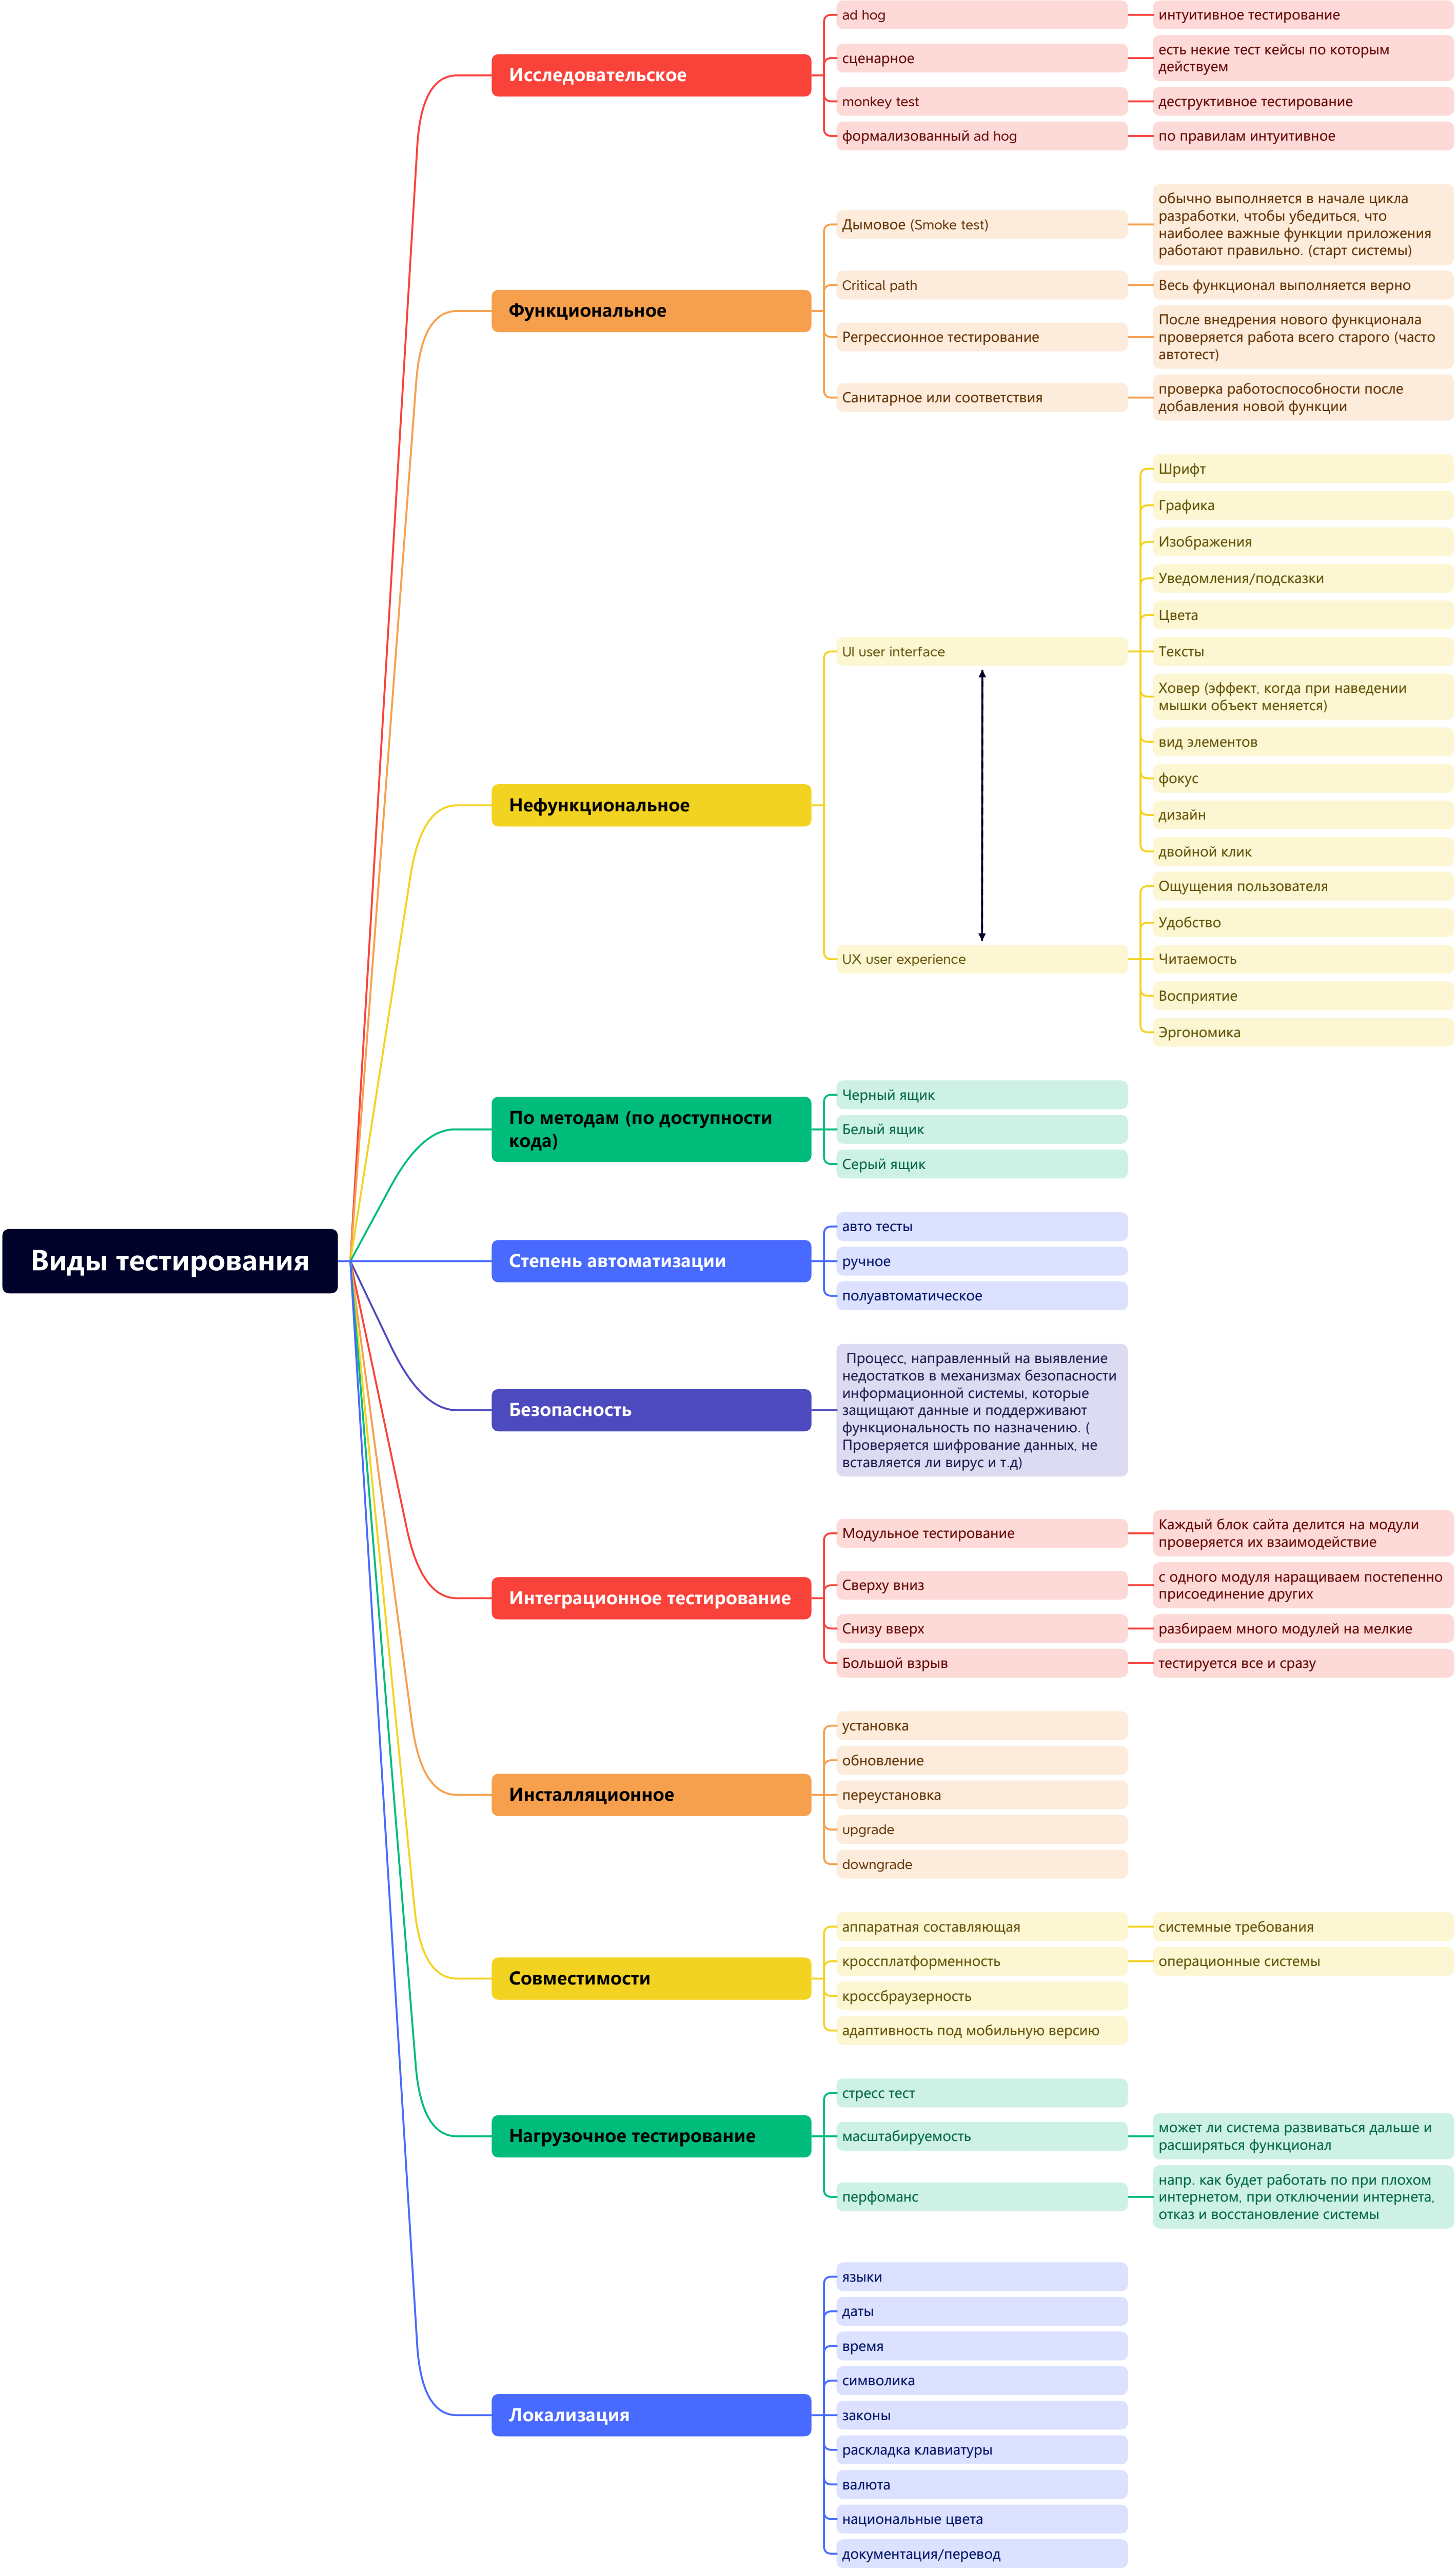 Виды тестирования
Исследовательское
ad hog
интуитивное тестирование
сценарное
есть некие тест кейсы по которым
действуем
monkey test
деструктивное тестирование
формализованный ad hog
по правилам интуитивное
Функциональное
Дымовое (Smoke test)
обычно выполняется в начале цикла
разработки, чтобы убедиться, что
наиболее важные функции приложения
работают правильно. (старт системы)
Critical path
Весь функционал выполняется верно
Регрессионное тестирование
После внедрения нового функционала
проверяется работа всего старого (часто
автотест)
Санитарное или соответствия
проверка работоспособности после
добавления новой функции
Нефункциональное
UI user interface
Шрифт
Графика
Изображения
Уведомления/подсказки
Цвета
Тексты
Ховер (эффект, когда при наведении
мышки объект меняется)
вид элементов
фокус
дизайн
двойной клик
UX user experience
Ощущения пользователя
Удобство
Читаемость
Восприятие
Эргономика
По методам (по доступности
кода)
Черный ящик
Белый ящик
Серый ящик
Степень автоматизации
авто тесты
ручное
полуавтоматическое
Безопасность
Процесс, направленный на выявление
недостатков в механизмах безопасности
информационной системы, которые
защищают данные и поддерживают
функциональность по назначению. (
Проверяется шифрование данных, не
вставляется ли вирус и т.д)
Интеграционное тестирование
Модульное тестирование
Каждый блок сайта делится на модули
проверяется их взаимодействие
Сверху вниз
с одного модуля наращиваем постепенно
присоединение других
Снизу вверх
разбираем много модулей на мелкие
Большой взрыв
тестируется все и сразу
Инсталляционное
установка
обновление
переустановка
upgrade
downgrade
Совместимости
аппаратная составляющая
системные требования
кроссплатформенность
операционные системы
кроссбраузерность
адаптивность под мобильную версию
Нагрузочное тестирование
стресс тест
масштабируемость
может ли система развиваться дальше и
расширяться функционал
перфоманс
напр. как будет работать по при плохом
интернетом, при отключении интернета,
отказ и восстановление системы
Локализация
языки
даты
время
символика
законы
раскладка клавиатуры
валюта
национальные цвета
документация/перевод